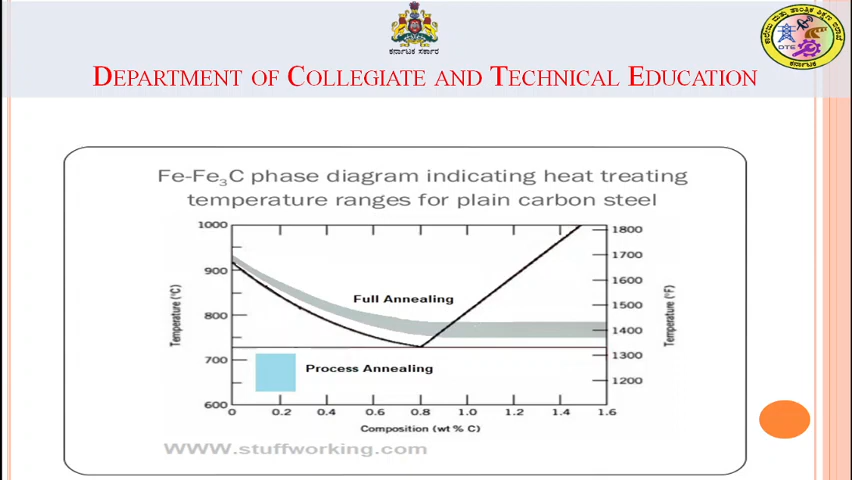 ಕರ್ನಾಟಕ ಸರ್ಕಾರ
DTE
ಕರ್ನಾಟಕ
DEPARTMENT OF COLLEGIATE AND TECHNICAL EDUCATION
Fe-Fe₃C phase diagram indicating heat treating
temperature ranges for plain carbon steel
1000
900
800
700
600
Temperature (°C)
1800
1700
1600
1500
1400
1300
1200
Temperature (°F)
Full Annealing
Process Annealing
0 0.2 0.4 0.6 0.8 1.0 1.2 1.4 1.6
Composition (wt % C)
WWW.stuffworking.com